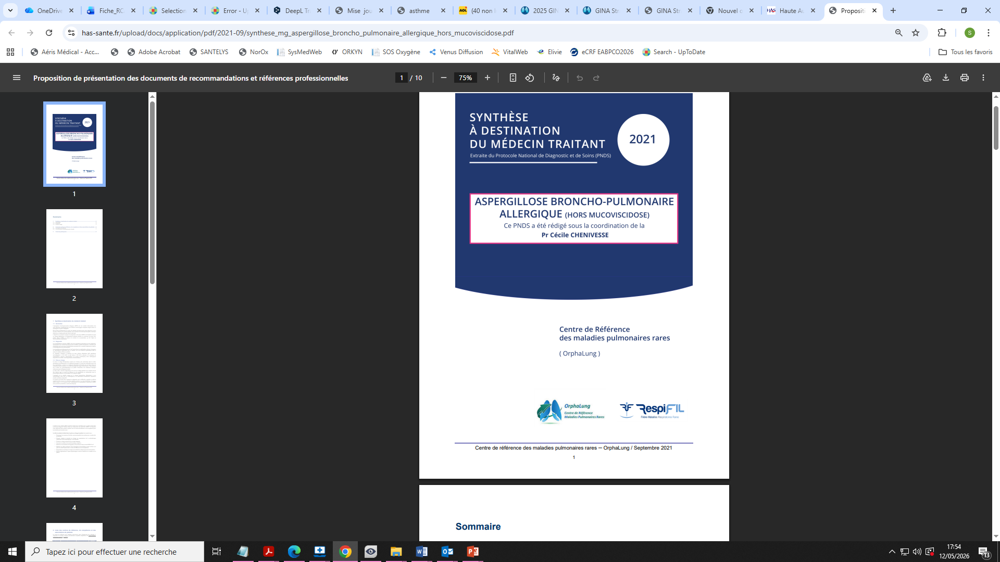 OneDrive
Fiche_RC
Selection
Error - U
DeepL Tr
Mise jou
asthme
(40 non l
2025 GIN
GINA Str
GINA Str
Nouvel o
Haute Au
Propositi
has-sante.fr/upload/docs/application/pdf/2021-09/synthese_mg_aspergillose_broncho_pulmonaire_allergique_hors_mucoviscidose.pdf
S
Aéris Médical - Acc...
Adobe Acrobat
SANTELYS
NorOx
SysMedWeb
ORKYN
SOS Oxygène
Venus Diffusion
VitalWeb
Elivie
eCRF EABPCO2026
Search - UpToDate
Tous les favoris
Proposition de présentation des documents de recommandations et références professionnelles
1 / 10
75%
1
2
3
4
SYNTHÈSE
À DESTINATION
DU MÉDECIN TRAITANT
Extraite du Protocole National de Diagnostic et de Soins (PNDS)
2021
ASPERGILLOSE BRONCHO-PULMONAIRE
ALLERGIQUE (HORS MUCOVISCIDOSE)
Ce PNDS a été rédigé sous la coordination de la
Pr Cécile CHENIVESSE
Centre de Référence
des maladies pulmonaires rares
( OrphaLung )
OrphaLung
Centre de Référence
Maladies Pulmonaires Rares
RespiFIL
Filière Maladies Respiratoires Rares
Centre de référence des maladies pulmonaires rares – OrphaLung / Septembre 2021
1
Sommaire
Tapez ici pour effectuer une recherche
17:54
12/05/2026
13